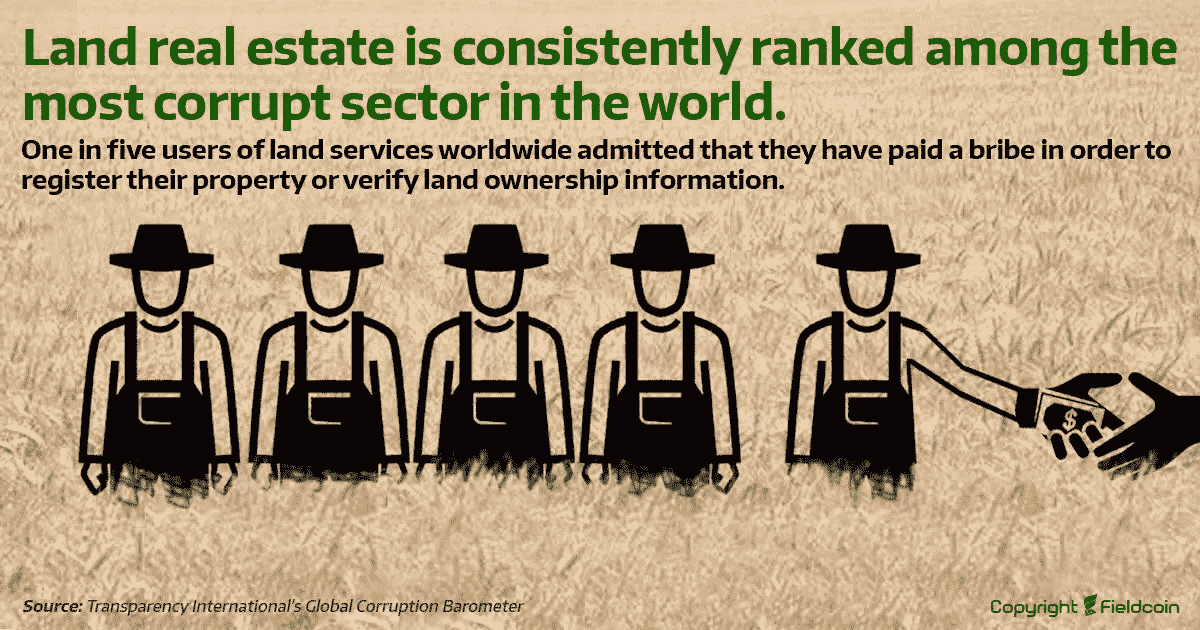 Land real estate is consistently ranked among the
most corrupt sector in the world.
One in five users of land services worldwide admitted that they have paid a bribe in order to
register their property or verify land ownership information.
$
Source: Transparency International's Global Corruption Barometer
Copyright Fieldcoin